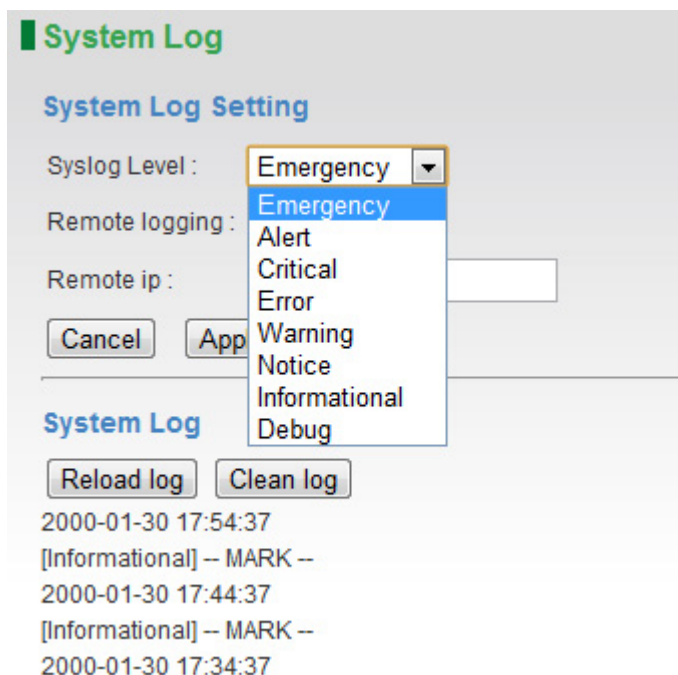 System Log
System Log Setting
Syslog Level : Emergency
Emergency
Remote logging :
Alert
Critical
Remote ip :
Error
Warning
Cancel App
Notice
Informational
Debug
System Log
Reload log Clean log
2000-01-30 17:54:37
[Informational] -- MARK --
2000-01-30 17:44:37
[Informational] -- MARK --
2000-01-30 17:34:37